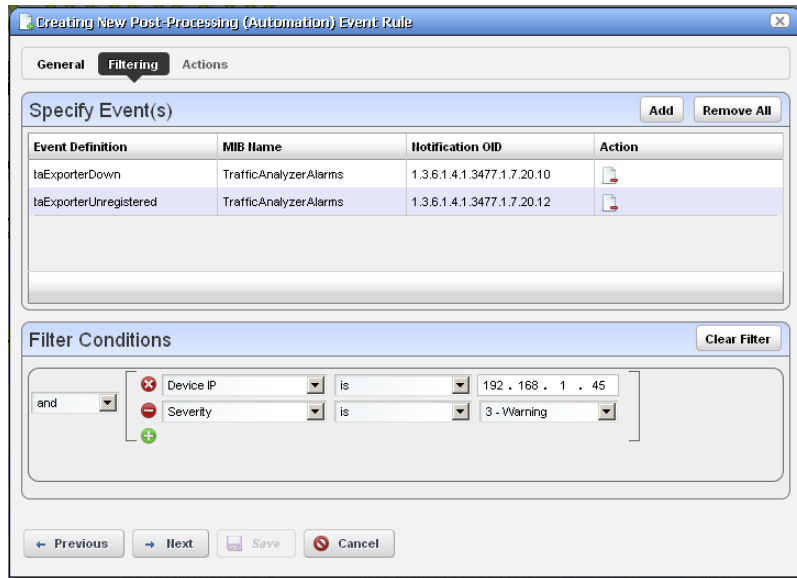 Creating New Post-Processing (Automation) Event Rule
General Filtering Actions
Specify Event(s) Add Remove All
Event Definition MIB Name Notification OID Action
taExporterDown TrafficAnalyzerAlarms 1.3.6.1.4.1.3477.1.7.20.10
taExporterUnregistered TrafficAnalyzerAlarms 1.3.6.1.4.1.3477.1.7.20.12
Filter Conditions Clear Filter
Device IP is 192 . 168 . 1 . 45
and Severity is 3 - Warning
Previous Next Save Cancel